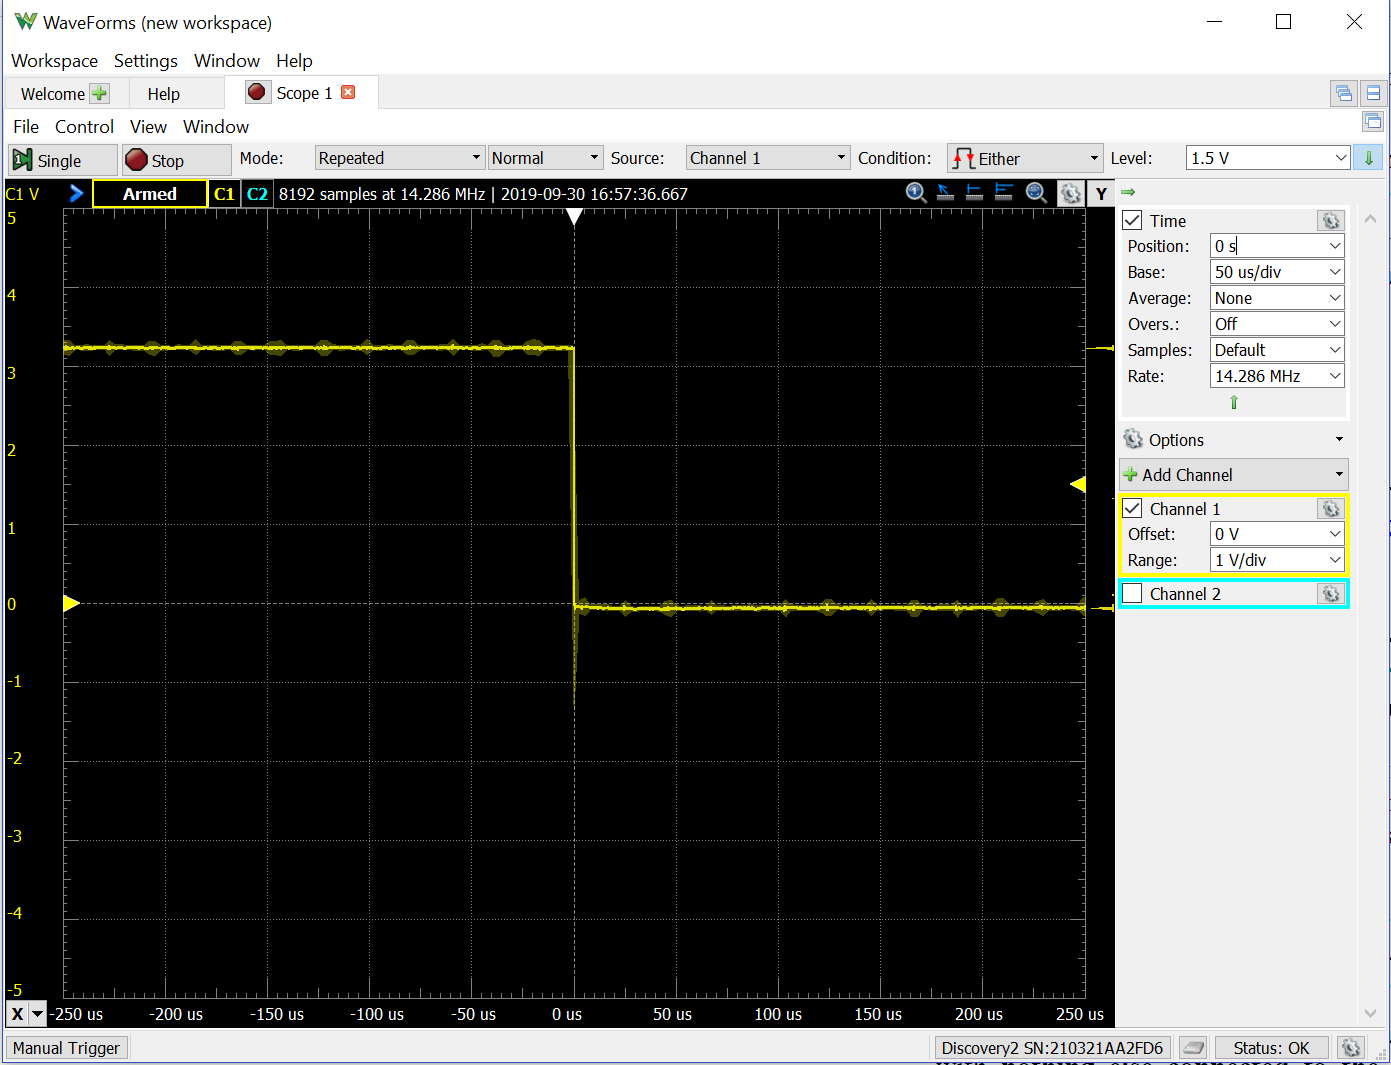 WaveForms (new workspace)
Workspace Settings Window Help
Welcome Help Scope 1
File Control View Window
Single Stop Mode: Repeated Normal Source: Channel 1 Condition: Either Level: 1.5 V
C1 V Armed C1 C2 8192 samples at 14.286 MHz | 2019-09-30 16:57:36.667 Y
5
4
3
2
1
0
-1
-2
-3
-4
-5
X -250 us -200 us -150 us -100 us -50 us 0 us 50 us 100 us 150 us 200 us 250 us
Time
Position: 0 s
Base: 50 us/div
Average: None
Overs.: Off
Samples: Default
Rate: 14.286 MHz
Options
Add Channel
Channel 1
Offset: 0 V
Range: 1 V/div
Channel 2
Manual Trigger Discovery2 SN:210321AA2FD6 Status: OK